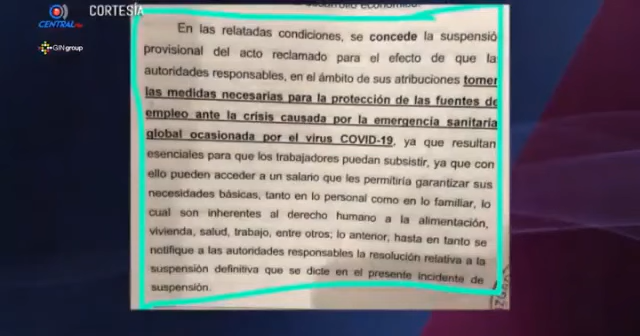 CORTESÍA
CENTRAL
GINgroup
desarrollo económico.
En las relatadas condiciones, se concede la suspensió
provisional del acto reclamado para el efecto de que la
autoridades responsables, en el ámbito de sus atribuciones tomer
las medidas necesarias para la protección de las fuentes de
empleo ante la crisis causada por la emergencia sanitaria
global ocasionada por el virus COVID-19, ya que resultan
esenciales para que los trabajadores puedan subsistir, ya que con
ello pueden acceder a un salario que les permitiría garantizar sus
necesidades básicas, tanto en lo personal como en lo familiar, lo
cual son inherentes al derecho humano a la alimentación,
vivienda, salud, trabajo, entre otros; lo anterior, hasta en tanto se
notifique a las autoridades responsables la resolución relativa a la
suspensión definitiva que se dicte en el presente incidente de
suspensión.